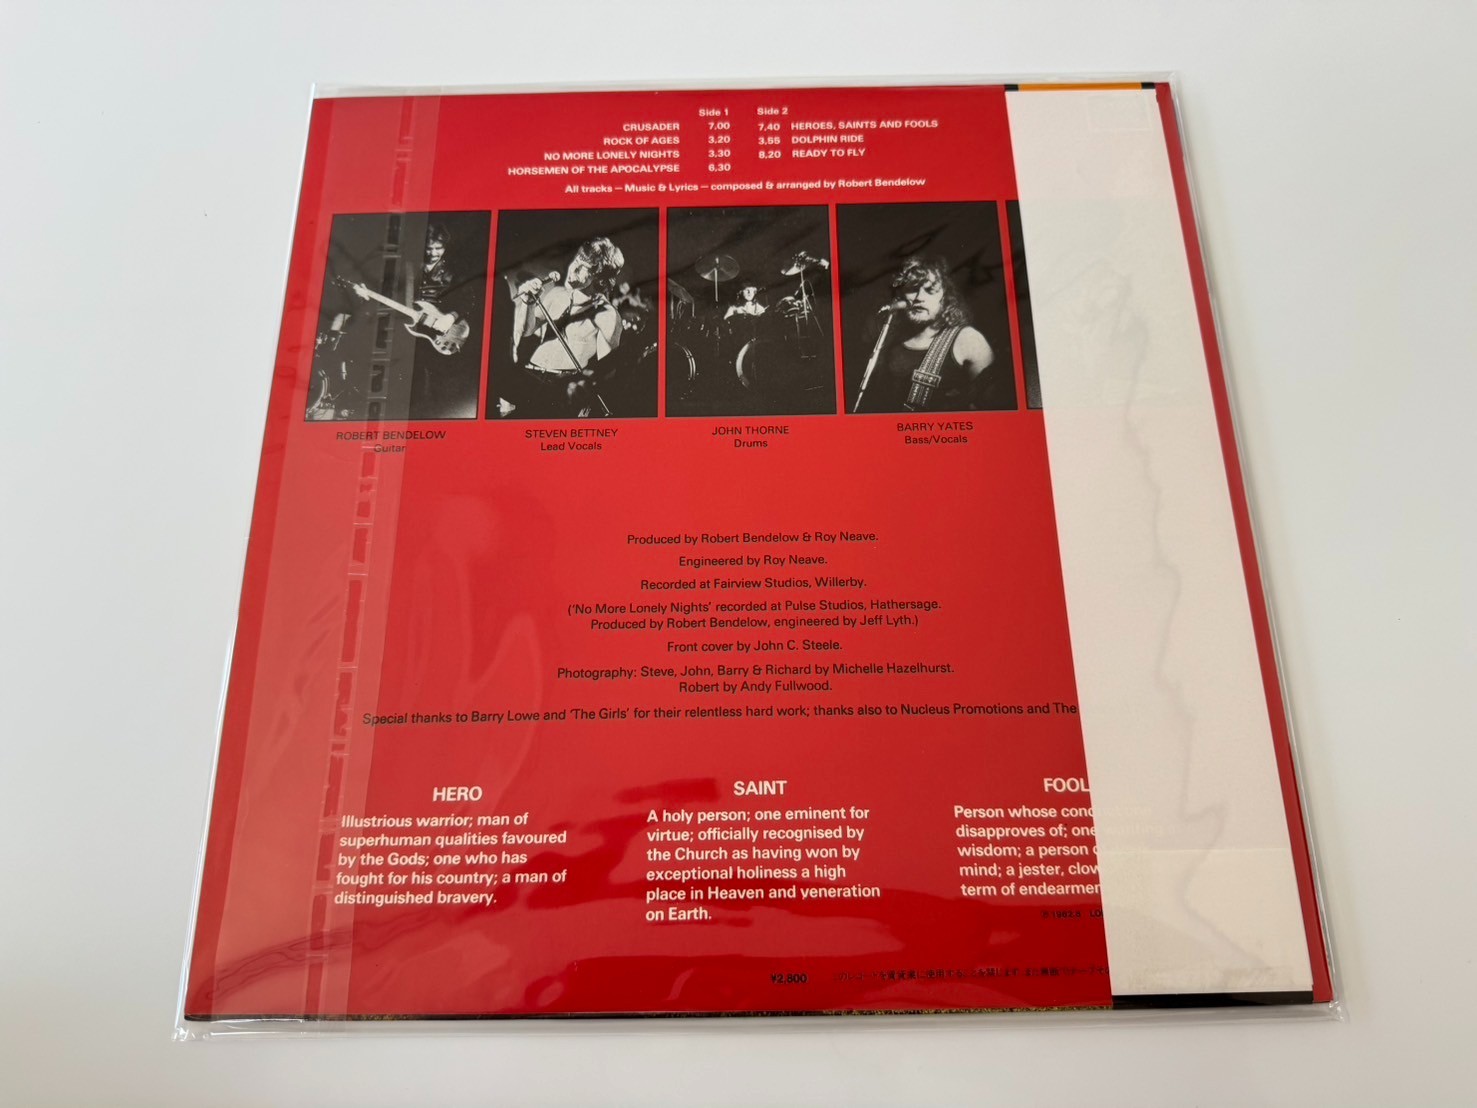 Side 1 Side 2
CRUSADER 7.00 7.40 HEROES, SAINTS AND FOOLS
ROCK OF AGES 3.20 3.55 DOLPHIN RIDE
NO MORE LONELY NIGHTS 3.30 8.20 READY TO FLY
HORSEMEN OF THE APOCALYPSE 6.30
All tracks – Music & Lyrics – composed & arranged by Robert Bendelow
ROBERT BENDELOW
Guitar
STEVEN BETTNEY
Lead Vocals
JOHN THORNE
Drums
BARRY YATES
Bass/Vocals
Produced by Robert Bendelow & Roy Neave.
Engineered by Roy Neave.
Recorded at Fairview Studios, Willerby.
('No More Lonely Nights' recorded at Pulse Studios, Hathersage.
Produced by Robert Bendelow, engineered by Jeff Lyth.)
Front cover by John C. Steele.
Photography: Steve, John, Barry & Richard by Michelle Hazelhurst.
Robert by Andy Fullwood.
Special thanks to Barry Lowe and 'The Girls' for their relentless hard work; thanks also to Nucleus Promotions and The
HERO
Illustrious warrior; man of
superhuman qualities favoured
by the Gods; one who has
fought for his country; a man of
distinguished bravery.
SAINT
A holy person; one eminent for
virtue; officially recognised by
the Church as having won by
exceptional holiness a high
place in Heaven and yeneration
on Earth.
FOOL
Person whose
disapproves of; one
wisdom; a person
mind; a jester,
term of
¥2,800